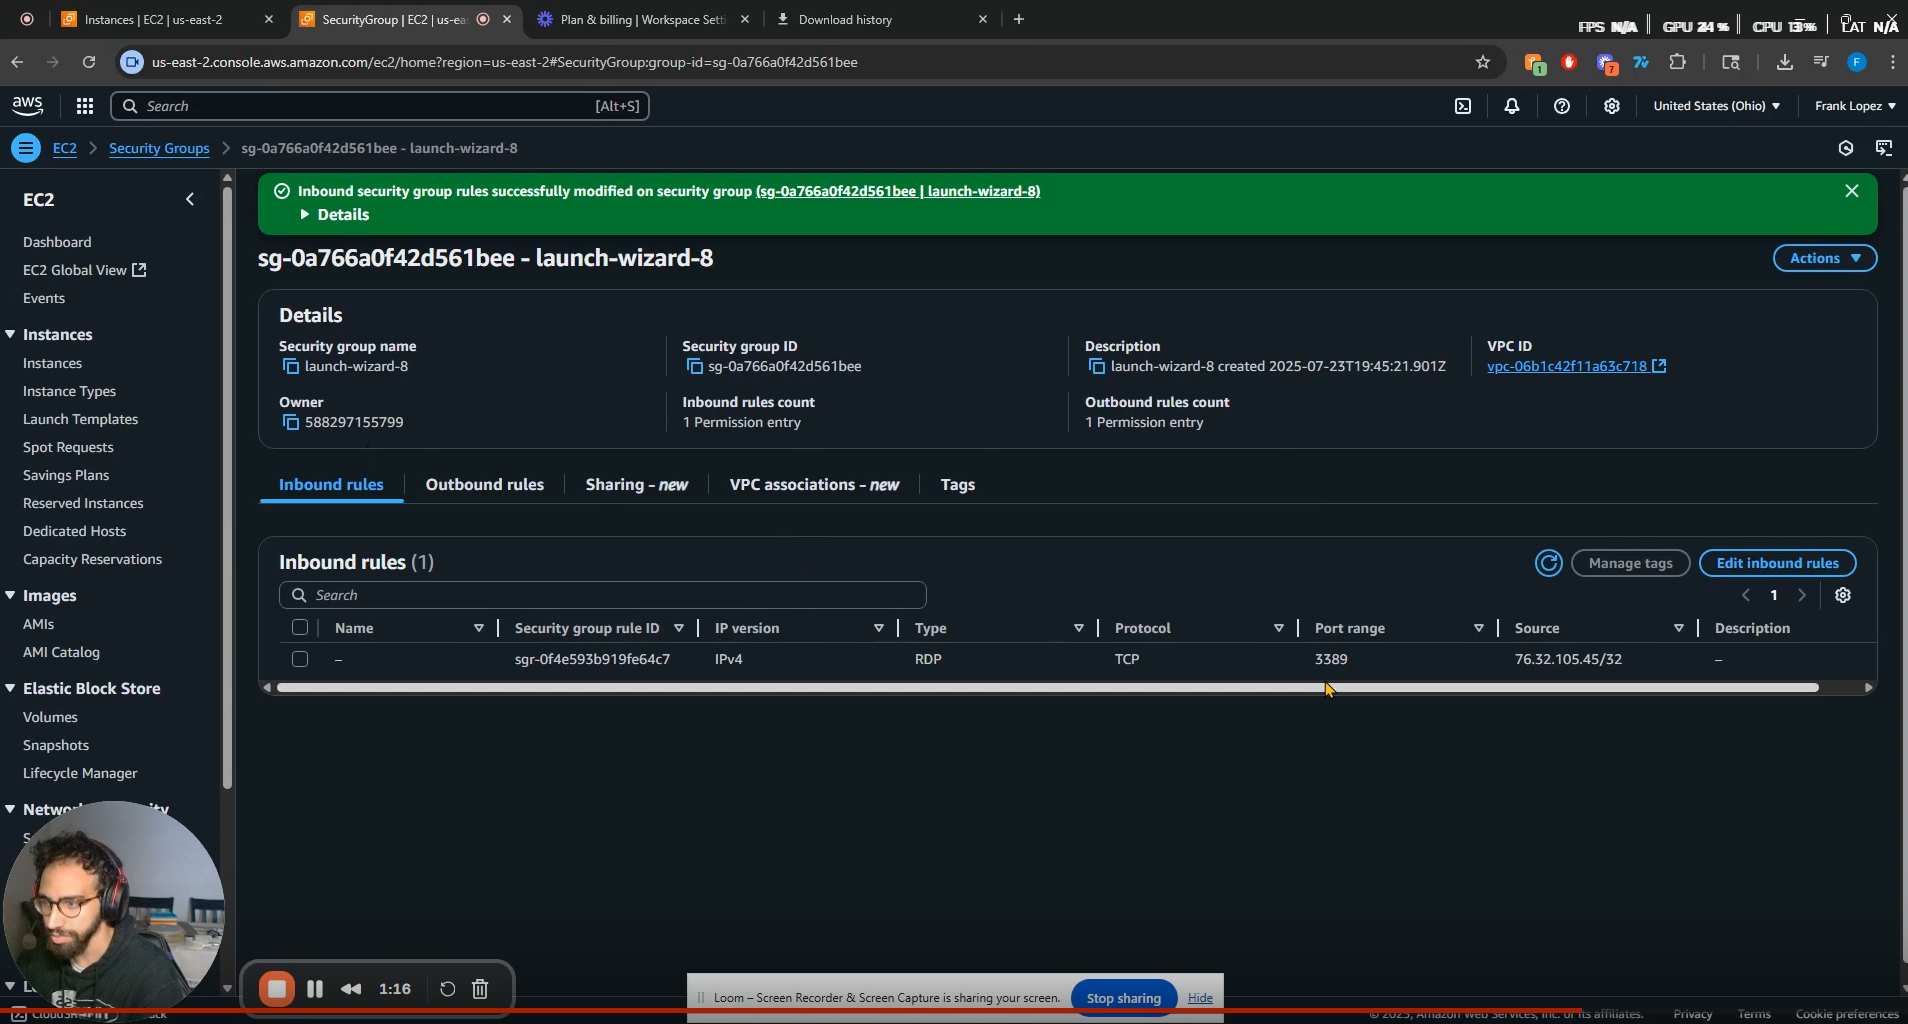 Instances | EC2 | us-east-2
SecurityGroup | EC2 | us-eas
Plan & billing | Workspace Setti
Download history
FPS N/A GPU 24 % CPU LAT N/A
us-east-2.console.aws.amazon.com/ec2/home?region=us-east-2#SecurityGroup:group-id=sg-0a766a0f42d561bee
1
7
F
aws
Search
[Alt+S]
United States (Ohio)
Frank Lopez
EC2
Security Groups
sg-0a766a0f42d561bee - launch-wizard-8
EC2
Dashboard
EC2 Global View
Events
Instances
Instances
Instance Types
Launch Templates
Spot Requests
Savings Plans
Reserved Instances
Dedicated Hosts
Capacity Reservations
Images
AMIs
AMI Catalog
Elastic Block Store
Volumes
Snapshots
Lifecycle Manager
Inbound security group rules successfully modified on security group (sg-0a766a0f42d561bee | launch-wizard-8)
Details
sg-0a766a0f42d561bee - launch-wizard-8
Actions
Details
Security group name
launch-wizard-8
Security group ID
sg-0a766a0f42d561bee
Description
launch-wizard-8 created 2025-07-23T19:45:21.901Z
VPC ID
vpc-06b1c42f11a63c718
Owner
588297155799
Inbound rules count
1 Permission entry
Outbound rules count
1 Permission entry
Inbound rules
Outbound rules
Sharing - new
VPC associations - new
Tags
Inbound rules (1)
Manage tags
Edit inbound rules
Search
1
Name Security group rule ID IP version Type Protocol Port range Source Description
– sgr-0f4e593b919fe64c7 IPv4 RDP TCP 3389 76.32.105.45/32 –
1:16
Loom – Screen Recorder & Screen Capture is sharing your screen.
Stop sharing
Hide
© 2025, Amazon Web Services, Inc. or its affiliates.
Privacy
Terms
Cookie preferences